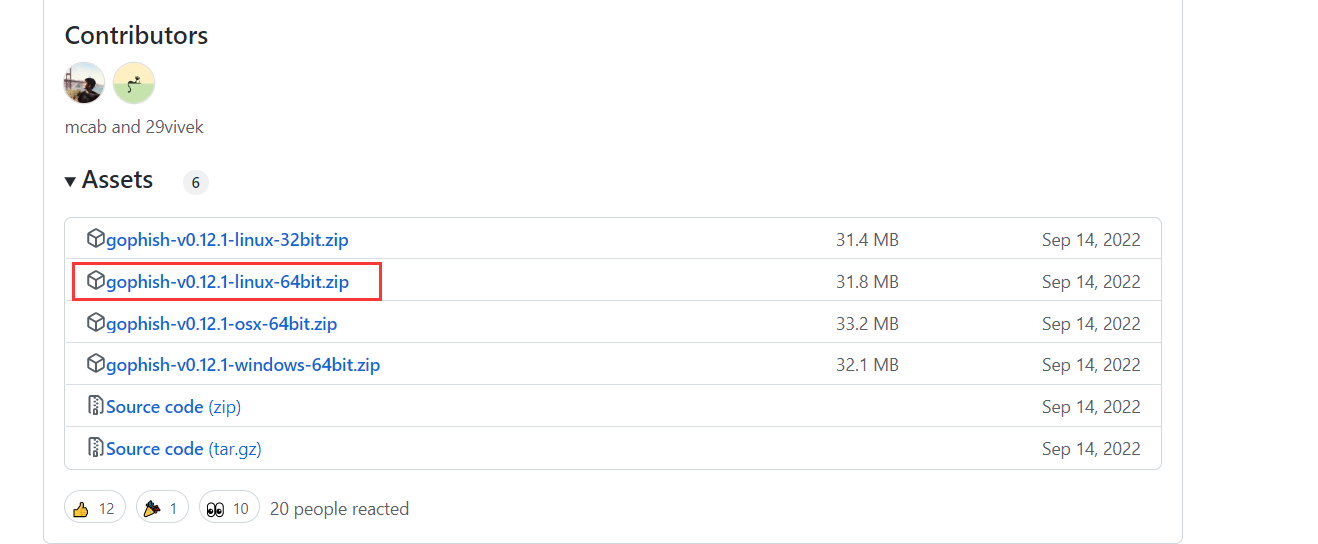 Contributors
mcab and 29vivek
Assets 6
gophish-v0.12.1-linux-32bit.zip 31.4 MB Sep 14, 2022
gophish-v0.12.1-linux-64bit.zip 31.8 MB Sep 14, 2022
gophish-v0.12.1-osx-64bit.zip 33.2 MB Sep 14, 2022
gophish-v0.12.1-windows-64bit.zip 32.1 MB Sep 14, 2022
Source code (zip) Sep 14, 2022
Source code (tar.gz) Sep 14, 2022
12 1 10 20 people reacted